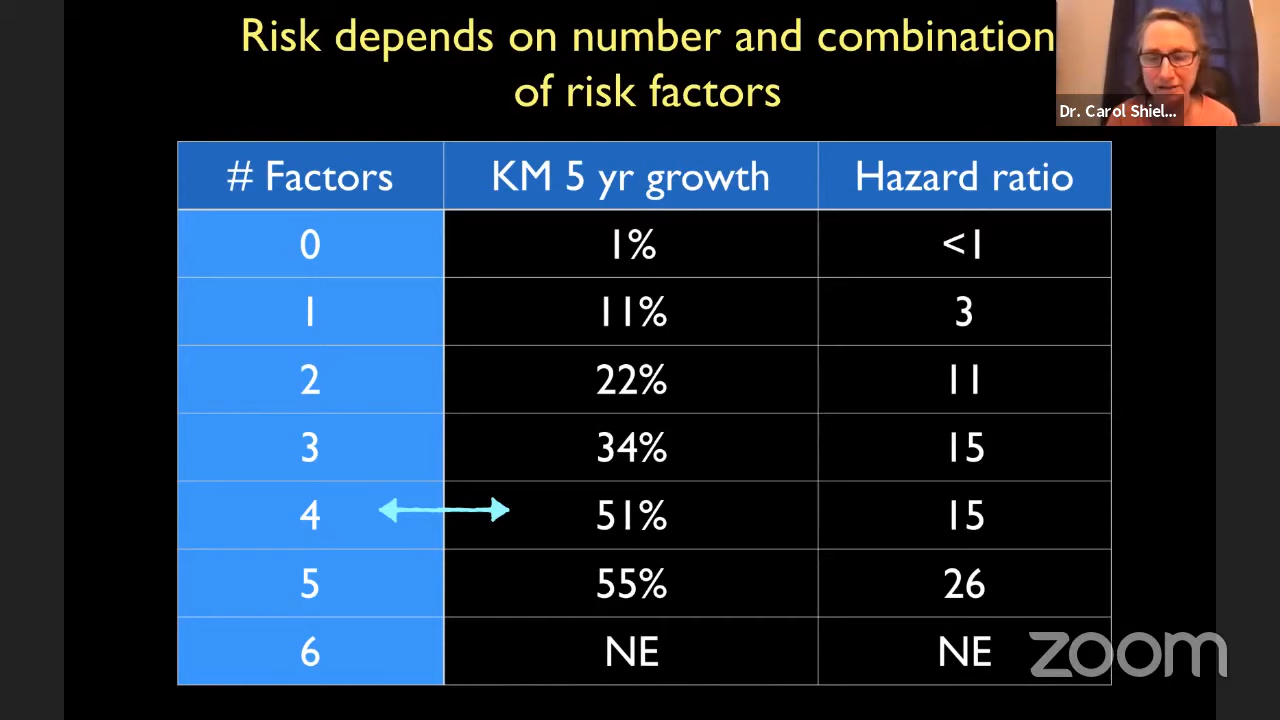 Risk depends on number and combination
of risk factors
Dr. Carol Shiel...
# Factors KM 5 yr growth Hazard ratio
0 1% <1
1 11% 3
2 22% 11
3 34% 15
4 51% 15
5 55% 26
6 NE NE
zoom